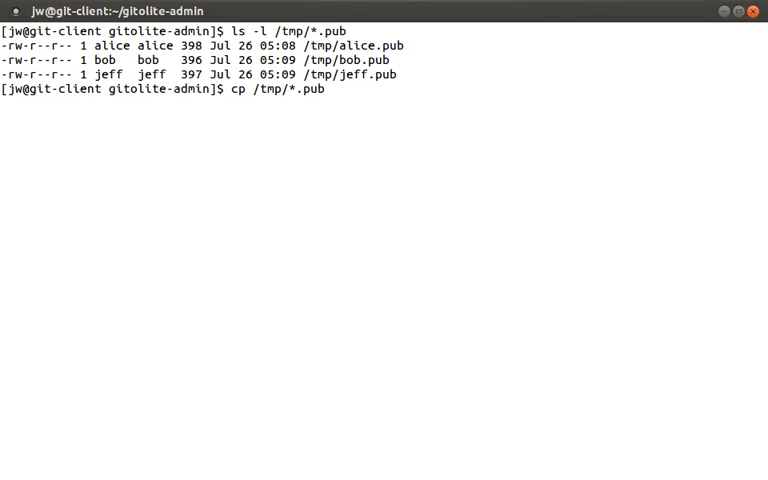 jw@git-client:~/gitolite-admin
[jw@git-client gitolite-admin]$ ls -l /tmp/*.pub
-rw-r--r-- 1 alice alice 398 Jul 26 05:08 /tmp/alice.pub
-rw-r--r-- 1 bob   bob   396 Jul 26 05:09 /tmp/bob.pub
-rw-r--r-- 1 jeff  jeff  397 Jul 26 05:09 /tmp/jeff.pub
[jw@git-client gitolite-admin]$ cp /tmp/*.pub